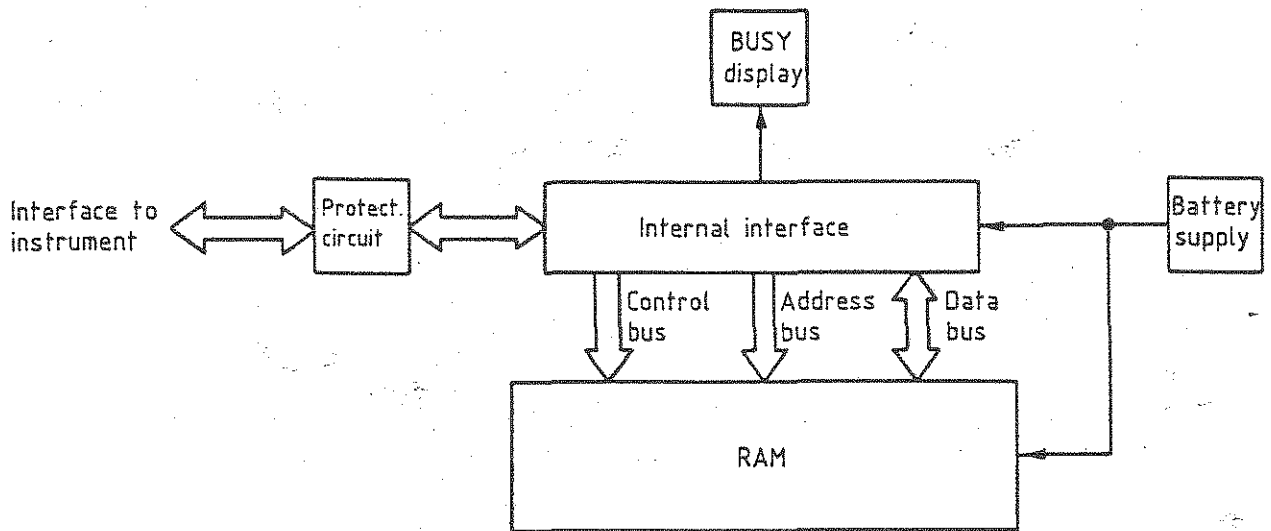 BUSY
display
Interface to
instrument
Protect.
circuit
Internal interface
Battery
supply
Control
bus
Address
bus
Data
bus
RAM